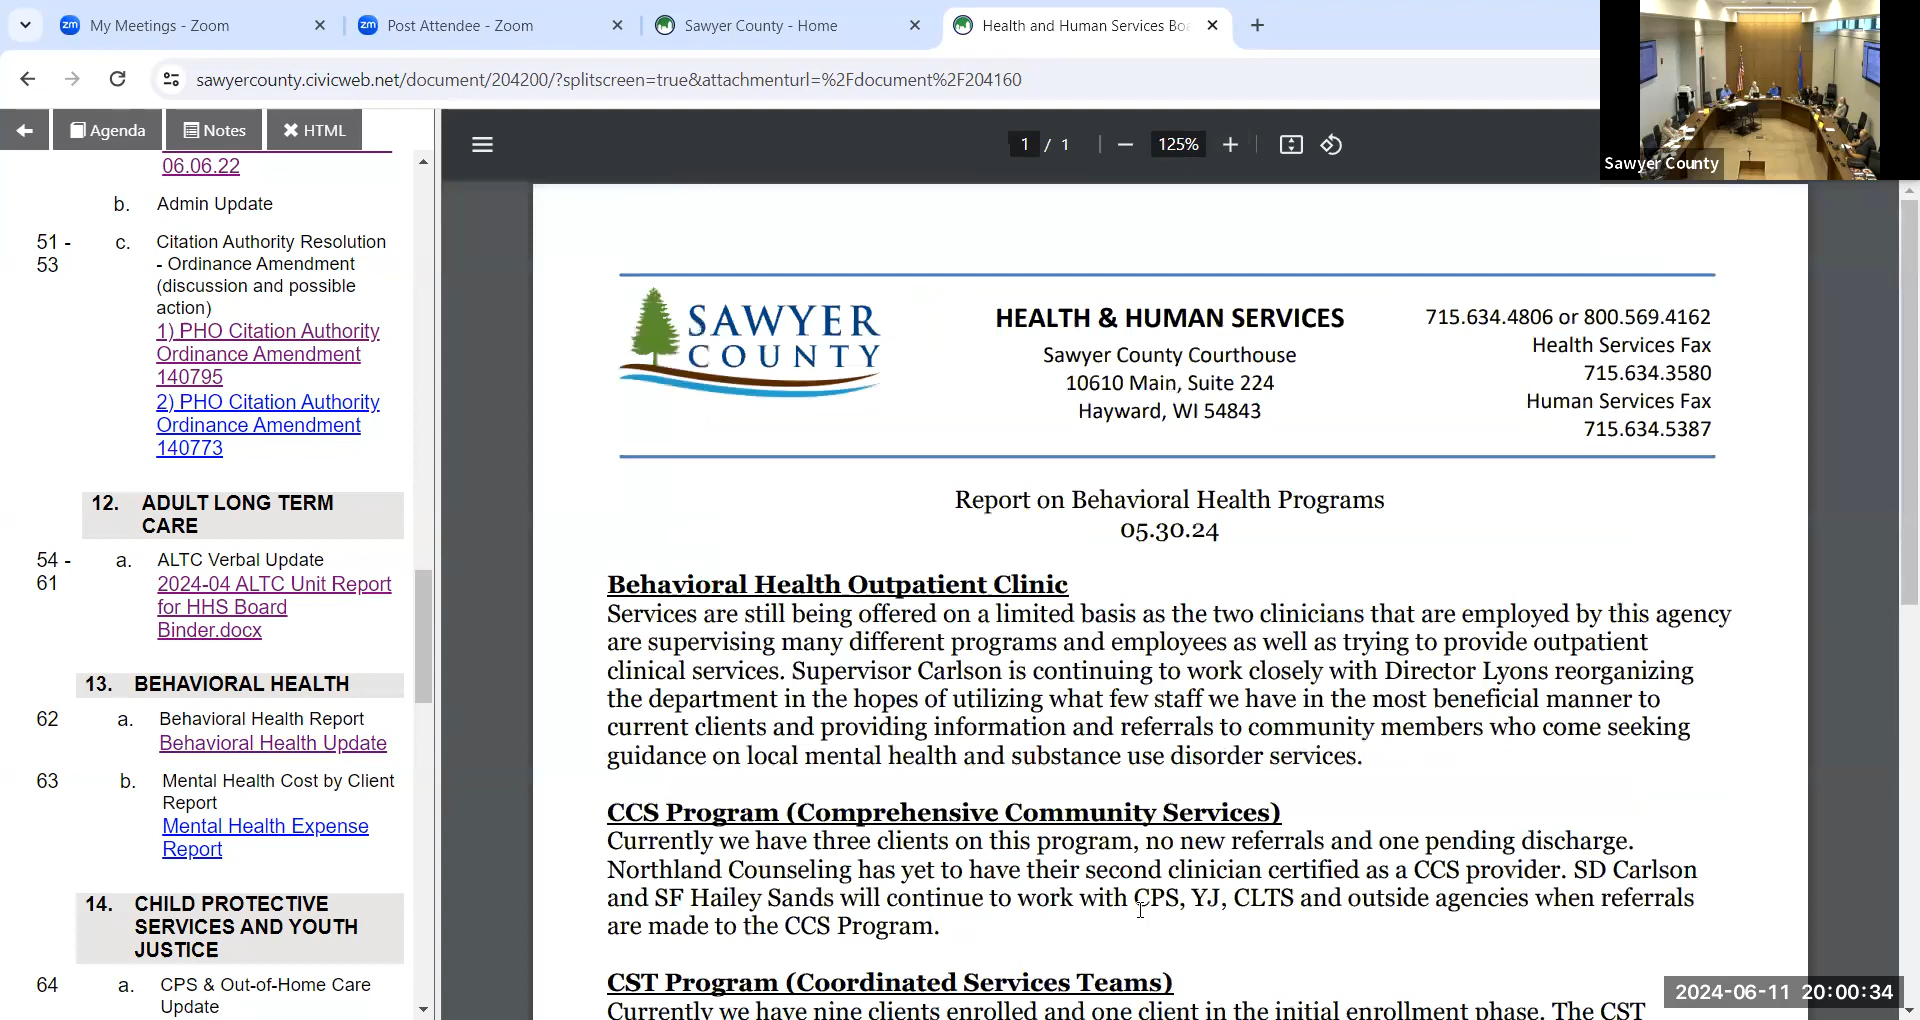 My Meetings - Zoom
Post Attendee - Zoom
Sawyer County - Home
Health and Human Services Boa
sawyercounty.civicweb.net/document/204200/?splitscreen=true&attachmenturl=%2Fdocument%2F204160
Agenda
Notes
HTML
1 / 1
125%
Sawyer County
06.06.22
b. Admin Update
51 - c. Citation Authority Resolution
53 - Ordinance Amendment
(discussion and possible
action)
1) PHO Citation Authority
Ordinance Amendment
140795
2) PHO Citation Authority
Ordinance Amendment
140773
12. ADULT LONG TERM
CARE
54 - a. ALTC Verbal Update
61 2024-04 ALTC Unit Report
for HHS Board
Binder.docx
13. BEHAVIORAL HEALTH
62 a. Behavioral Health Report
Behavioral Health Update
63 b. Mental Health Cost by Client
Report
Mental Health Expense
Report
14. CHILD PROTECTIVE
SERVICES AND YOUTH
JUSTICE
64 a. CPS & Out-of-Home Care
Update
SAWYER
COUNTY
HEALTH & HUMAN SERVICES
Sawyer County Courthouse
10610 Main, Suite 224
Hayward, WI 54843
715.634.4806 or 800.569.4162
Health Services Fax
715.634.3580
Human Services Fax
715.634.5387
Report on Behavioral Health Programs
05.30.24
Behavioral Health Outpatient Clinic
Services are still being offered on a limited basis as the two clinicians that are employed by this agency
are supervising many different programs and employees as well as trying to provide outpatient
clinical services. Supervisor Carlson is continuing to work closely with Director Lyons reorganizing
the department in the hopes of utilizing what few staff we have in the most beneficial manner to
current clients and providing information and referrals to community members who come seeking
guidance on local mental health and substance use disorder services.
CCS Program (Comprehensive Community Services)
Currently we have three clients on this program, no new referrals and one pending discharge.
Northland Counseling has yet to have their second clinician certified as a CCS provider. SD Carlson
and SF Hailey Sands will continue to work with CPS, YJ, CLTS and outside agencies when referrals
are made to the CCS Program.
CST Program (Coordinated Services Teams)
Currently we have nine clients enrolled and one client in the initial enrollment phase. The CST
2024-06-11 20:00:34